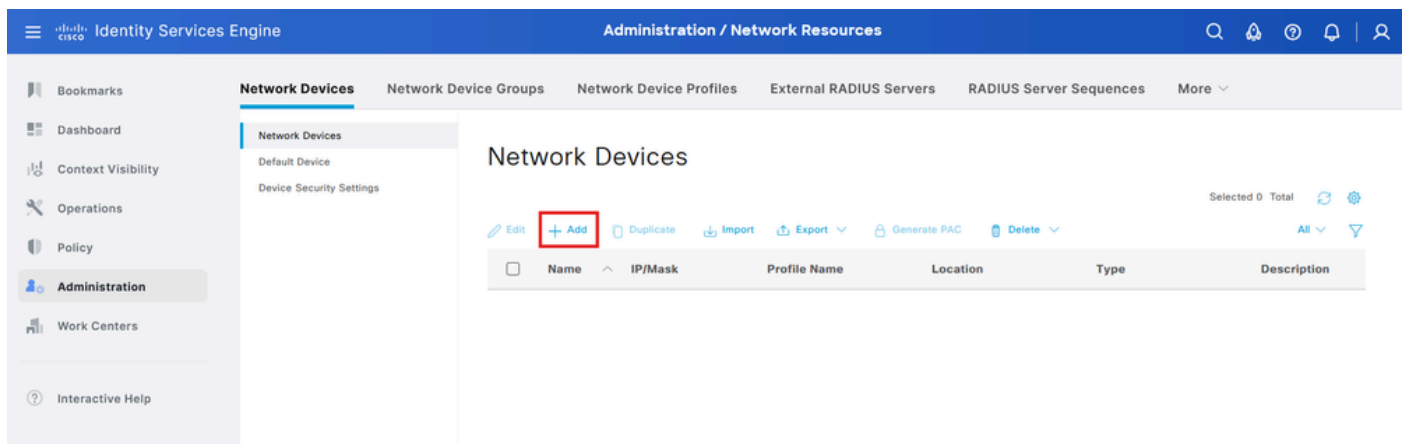 cisco Identity Services Engine
Administration / Network Resources
Bookmarks
Dashboard
Context Visibility
Operations
Policy
Administration
Work Centers
Interactive Help
Network Devices Network Device Groups Network Device Profiles External RADIUS Servers RADIUS Server Sequences More
Network Devices
Default Device
Device Security Settings
Network Devices
Selected 0 Total
Edit + Add Duplicate Import Export Generate PAC Delete All
Name IP/Mask Profile Name Location Type Description